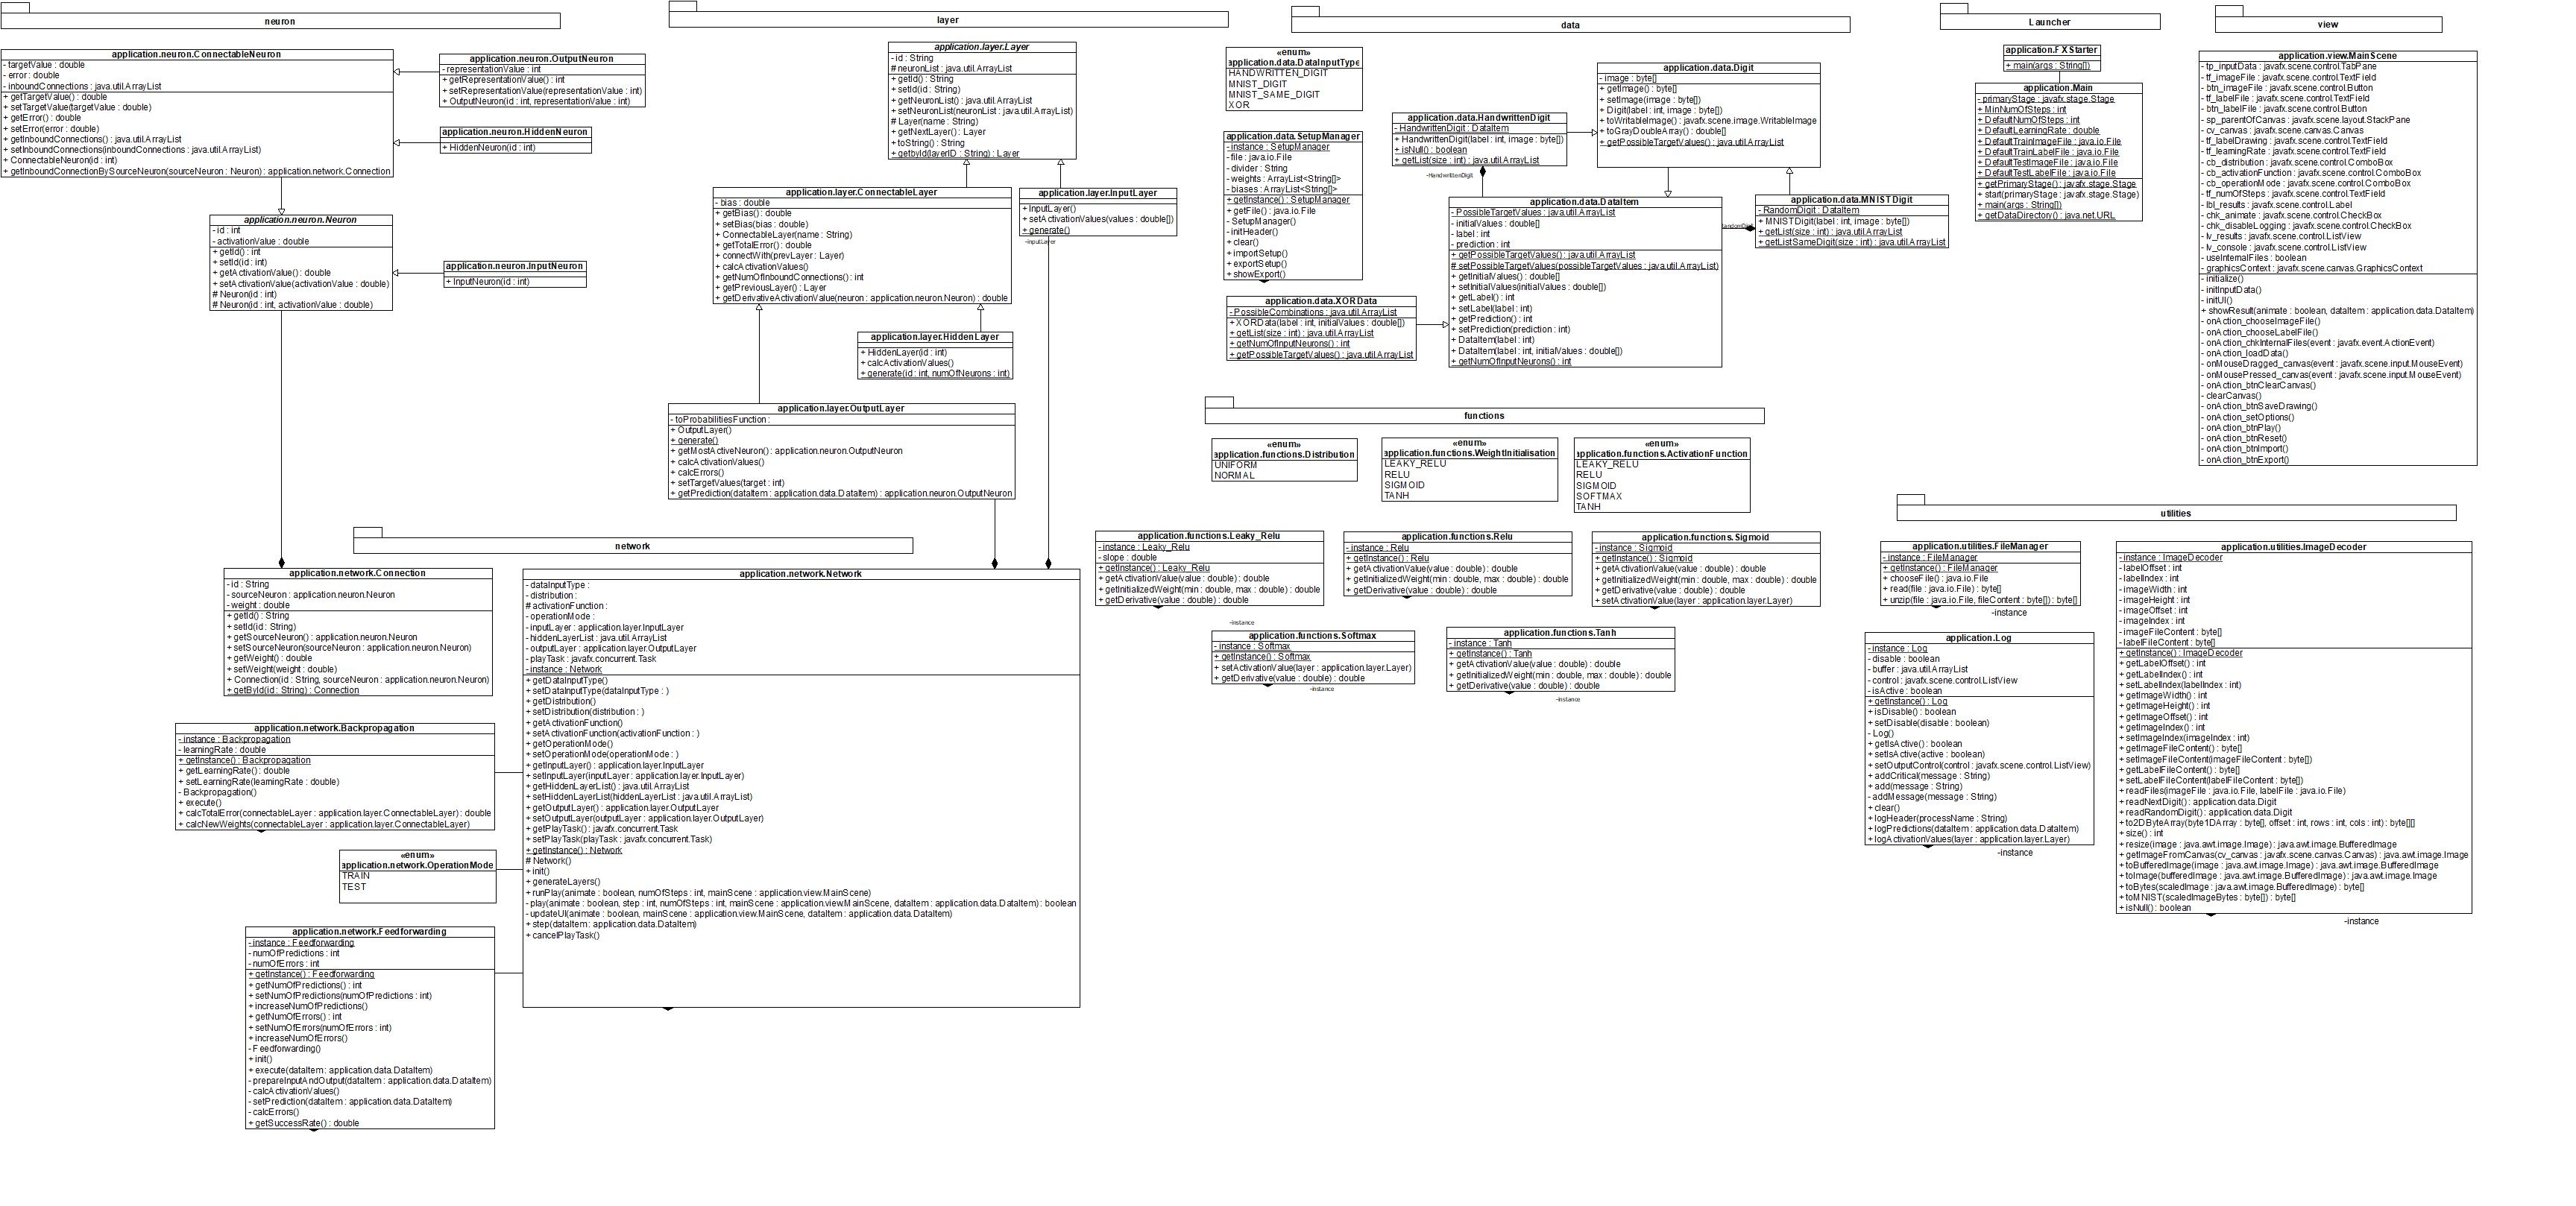 neuron
application.neuron.ConnectableNeuron
- targetValue : double
- error : double
- inboundConnections : java.util.ArrayList
+ getTargetValue() : double
+ setTargetValue(targetValue : double)
+ getError() : double
+ setError(error : double)
+ getInboundConnections() : java.util.ArrayList
+ setInboundConnections(inboundConnections : java.util.ArrayList)
+ ConnectableNeuron(id : int)
+ getInboundConnectionBySourceNeuron(sourceNeuron : Neuron) : application.network.Connection
application.neuron.OutputNeuron
- representationValue : int
+ getRepresentationValue() : int
+ setRepresentationValue(representationValue : int)
+ OutputNeuron(id : int, representationValue : int)
application.neuron.HiddenNeuron
+ HiddenNeuron(id : int)
application.neuron.Neuron
- id : int
- activationValue : double
+ getId() : int
+ setId(id : int)
+ getActivationValue() : double
+ setActivationValue(activationValue : double)
# Neuron(id : int)
# Neuron(id : int, activationValue : double)
application.neuron.InputNeuron
+ InputNeuron(id : int)
layer
application.layer.Layer
- id : String
# neuronList : java.util.ArrayList
+ getId() : String
+ setId(id : String)
+ getNeuronList() : java.util.ArrayList
+ setNeuronList(neuronList : java.util.ArrayList)
# Layer(name : String)
+ getNextLayer() : Layer
+ toString() : String
+ getbyId(layerID : String) : Layer
application.layer.ConnectableLayer
- bias : double
+ getBias() : double
+ setBias(bias : double)
+ ConnectableLayer(name : String)
+ getTotalError() : double
+ connectWith(prevLayer : Layer)
+ calcActivationValues()
+ getNumOfInboundConnections() : int
+ getPreviousLayer() : Layer
+ getDerivativeActivationValue(neuron : application.neuron.Neuron) : double
application.layer.InputLayer
+ InputLayer()
+ setActivationValues(values : double[])
+ generate()
-inputLayer
application.layer.HiddenLayer
+ HiddenLayer(id : int)
+ calcActivationValues()
+ generate(id : int, numOfNeurons : int)
application.layer.OutputLayer
- toProbabilitiesFunction :
+ OutputLayer()
+ generate()
+ getMostActiveNeuron() : application.neuron.OutputNeuron
+ calcActivationValues()
+ calcErrors()
+ setTargetValues(target : int)
+ getPrediction(dataItem : application.data.DataItem) : application.neuron.OutputNeuron
data
«enum»
application.data.DataInputType
HANDWRITTEN_DIGIT
MNIST_DIGIT
MNIST_SAME_DIGIT
XOR
application.data.SetupManager
- instance : SetupManager
- file : java.io.File
- divider : String
- weights : ArrayList<String[]>
- biases : ArrayList<String[]>
+ getInstance() : SetupManager
+ getFile() : java.io.File
- SetupManager()
- initHeader()
+ clear()
+ importSetup()
+ exportSetup()
+ showExport()
application.data.HandwrittenDigit
- HandwrittenDigit : DataItem
+ HandwrittenDigit(label : int, image : byte[])
+ isNull() : boolean
+ getList(size : int) : java.util.ArrayList
-HandwrittenDigit
application.data.Digit
- image : byte[]
+ getImage() : byte[]
+ setImage(image : byte[])
+ Digit(label : int, image : byte[])
+ toWritableImage() : javafx.scene.image.WritableImage
+ toGrayDoubleArray() : double[]
+ getPossibleTargetValues() : java.util.ArrayList
application.data.DataItem
- PossibleTargetValues : java.util.ArrayList
- initialValues : double[]
- label : int
- prediction : int
+ getPossibleTargetValues() : java.util.ArrayList
# setPossibleTargetValues(possibleTargetValues : java.util.ArrayList)
+ getInitialValues() : double[]
+ setInitialValues(initialValues : double[])
+ getLabel() : int
+ setLabel(label : int)
+ getPrediction() : int
+ setPrediction(prediction : int)
+ DataItem(label : int)
+ DataItem(label : int, initialValues : double[])
+ getNumOfInputNeurons() : int
application.data.MNISTDigit
- RandomDigit : DataItem
+ MNISTDigit(label : int, image : byte[])
+ getList(size : int) : java.util.ArrayList
+ getListSameDigit(size : int) : java.util.ArrayList
application.data.XORData
- PossibleCombinations : java.util.ArrayList
+ XORData(label : int, initialValues : double[])
+ getList(size : int) : java.util.ArrayList
+ getNumOfInputNeurons() : int
+ getPossibleTargetValues() : java.util.ArrayList
Launcher
application.FXStarter
+ main(args : String[])
application.Main
- primaryStage : javafx.stage.Stage
+ MinNumOfSteps : int
+ DefaultNumOfSteps : int
+ DefaultLearningRate : double
+ DefaultTrainImageFile : java.io.File
+ DefaultTrainLabelFile : java.io.File
+ DefaultTestImageFile : java.io.File
+ DefaultTestLabelFile : java.io.File
+ getPrimaryStage() : javafx.stage.Stage
+ start(primaryStage : javafx.stage.Stage)
+ main(args : String[])
+ getDataDirectory() : java.net.URL
view
application.view.MainScene
- tp_inputData : javafx.scene.control.TabPane
- tf_imageFile : javafx.scene.control.TextField
- btn_imageFile : javafx.scene.control.Button
- tf_labelFile : javafx.scene.control.TextField
- btn_labelFile : javafx.scene.control.Button
- sp_parentOfCanvas : javafx.scene.layout.StackPane
- cv_canvas : javafx.scene.canvas.Canvas
- tf_labelDrawing : javafx.scene.control.TextField
- tf_learningRate : javafx.scene.control.TextField
- cb_distribution : javafx.scene.control.ComboBox
- cb_activationFunction : javafx.scene.control.ComboBox
- cb_operationMode : javafx.scene.control.ComboBox
- tf_numOfSteps : javafx.scene.control.TextField
- lbl_results : javafx.scene.control.Label
- chk_animate : javafx.scene.control.CheckBox
- chk_disableLogging : javafx.scene.control.CheckBox
- lv_results : javafx.scene.control.ListView
- lv_console : javafx.scene.control.ListView
- useInternalFiles : boolean
- graphicsContext : javafx.scene.canvas.GraphicsContext
- initialize()
- initInputData()
- initUI()
+ showResult(animate : boolean, dataItem : application.data.DataItem)
- onAction_chooseImageFile()
- onAction_chooseLabelFile()
- onAction_chkInternalFiles(event : javafx.event.ActionEvent)
- onAction_loadData()
- onMouseDragged_canvas(event : javafx.scene.input.MouseEvent)
- onMousePressed_canvas(event : javafx.scene.input.MouseEvent)
- onAction_btnClearCanvas()
- clearCanvas()
- onAction_btnSaveDrawing()
- onAction_setOptions()
- onAction_btnPlay()
- onAction_btnReset()
- onAction_btnImport()
- onAction_btnExport()
functions
«enum»
application.functions.Distribution
UNIFORM
NORMAL
«enum»
application.functions.WeightInitialisation
LEAKY_RELU
RELU
SIGMOID
TANH
«enum»
application.functions.ActivationFunction
LEAKY_RELU
RELU
SIGMOID
SOFTMAX
TANH
application.functions.Leaky_Relu
- instance : Leaky_Relu
- slope : double
+ getInstance() : Leaky_Relu
+ getActivationValue(value : double) : double
+ getInitializedWeight(min : double, max : double) : double
+ getDerivative(value : double) : double
-instance
application.functions.Relu
- instance : Relu
+ getInstance() : Relu
+ getActivationValue(value : double) : double
+ getInitializedWeight(min : double, max : double) : double
+ getDerivative(value : double) : double
application.functions.Sigmoid
- instance : Sigmoid
+ getInstance() : Sigmoid
+ getActivationValue(value : double) : double
+ getInitializedWeight(min : double, max : double) : double
+ getDerivative(value : double) : double
+ setActivationValue(layer : application.layer.Layer)
application.functions.Softmax
- instance : Softmax
+ getInstance() : Softmax
+ setActivationValue(layer : application.layer.Layer)
+ getDerivative(value : double) : double
-instance
application.functions.Tanh
- instance : Tanh
+ getInstance() : Tanh
+ getActivationValue(value : double) : double
+ getInitializedWeight(min : double, max : double) : double
+ getDerivative(value : double) : double
-instance
network
application.network.Connection
- id : String
- sourceNeuron : application.neuron.Neuron
- weight : double
+ getId() : String
+ setId(id : String)
+ getSourceNeuron() : application.neuron.Neuron
+ setSourceNeuron(sourceNeuron : application.neuron.Neuron)
+ getWeight() : double
+ setWeight(weight : double)
+ Connection(id : String, sourceNeuron : application.neuron.Neuron)
+ getById(id : String) : Connection
application.network.Backpropagation
- instance : Backpropagation
- learningRate : double
+ getInstance() : Backpropagation
+ getLearningRate() : double
+ setLearningRate(learningRate : double)
- Backpropagation()
+ execute()
+ calcTotalError(connectableLayer : application.layer.ConnectableLayer) : double
+ calcNewWeights(connectableLayer : application.layer.ConnectableLayer)
«enum»
application.network.OperationMode
TRAIN
TEST
application.network.Feedforwarding
- instance : Feedforwarding
- numOfPredictions : int
- numOfErrors : int
+ getInstance() : Feedforwarding
+ getNumOfPredictions() : int
+ setNumOfPredictions(numOfPredictions : int)
+ increaseNumOfPredictions()
+ getNumOfErrors() : int
+ setNumOfErrors(numOfErrors : int)
+ increaseNumOfErrors()
- Feedforwarding()
+ init()
+ execute(dataItem : application.data.DataItem)
- prepareInputAndOutput(dataItem : application.data.DataItem)
- calcActivationValues()
- setPrediction(dataItem : application.data.DataItem)
- calcErrors()
+ getSuccessRate() : double
application.network.Network
- dataInputType :
- distribution :
# activationFunction :
- operationMode :
- inputLayer : application.layer.InputLayer
- hiddenLayerList : java.util.ArrayList
- outputLayer : application.layer.OutputLayer
- playTask : javafx.concurrent.Task
- instance : Network
+ getDataInputType()
+ setDataInputType(dataInputType : )
+ getDistribution()
+ setDistribution(distribution : )
+ getActivationFunction()
+ setActivationFunction(activationFunction : )
+ getOperationMode()
+ setOperationMode(operationMode : )
+ getInputLayer() : application.layer.InputLayer
+ setInputLayer(inputLayer : application.layer.InputLayer)
+ getHiddenLayerList() : java.util.ArrayList
+ setHiddenLayerList(hiddenLayerList : java.util.ArrayList)
+ getOutputLayer() : application.layer.OutputLayer
+ setOutputLayer(outputLayer : application.layer.OutputLayer)
+ getPlayTask() : javafx.concurrent.Task
+ setPlayTask(playTask : javafx.concurrent.Task)
+ getInstance() : Network
# Network()
+ init()
+ generateLayers()
+ runPlay(animate : boolean, numOfSteps : int, mainScene : application.view.MainScene)
- play(animate : boolean, step : int, numOfSteps : int, mainScene : application.view.MainScene, dataItem : application.data.DataItem) : boolean
- updateUI(animate : boolean, mainScene : application.view.MainScene, dataItem : application.data.DataItem)
+ step(dataItem : application.data.DataItem)
+ cancelPlayTask()
utilities
application.utilities.FileManager
- instance : FileManager
+ getInstance() : FileManager
+ chooseFile() : java.io.File
+ read(file : java.io.File) : byte[]
+ unzip(file : java.io.File, fileContent : byte[]) : byte[]
-instance
application.Log
- instance : Log
- disable : boolean
- buffer : java.util.ArrayList
- control : javafx.scene.control.ListView
- isActive : boolean
+ getInstance() : Log
+ isDisable() : boolean
+ setDisable(disable : boolean)
- Log()
+ getIsActive() : boolean
+ setIsActive(active : boolean)
+ setOutputControl(control : javafx.scene.control.ListView)
+ addCritical(message : String)
+ add(message : String)
- addMessage(message : String)
+ clear()
+ logHeader(processName : String)
+ logPredictions(dataItem : application.data.DataItem)
+ logActivationValues(layer : application.layer.Layer)
-instance
application.utilities.ImageDecoder
- instance : ImageDecoder
- labelOffset : int
- labelIndex : int
- imageWidth : int
- imageHeight : int
- imageOffset : int
- imageIndex : int
- imageFileContent : byte[]
- labelFileContent : byte[]
+ getInstance() : ImageDecoder
+ getLabelOffset() : int
+ getLabelIndex() : int
+ setLabelIndex(labelIndex : int)
+ getImageWidth() : int
+ getImageHeight() : int
+ getImageOffset() : int
+ getImageIndex() : int
+ setImageIndex(imageIndex : int)
+ getImageFileContent() : byte[]
+ setImageFileContent(imageFileContent : byte[])
+ getLabelFileContent() : byte[]
+ setLabelFileContent(labelFileContent : byte[])
+ readFiles(imageFile : java.io.File, labelFile : java.io.File)
+ readNextDigit() : application.data.Digit
+ readRandomDigit() : application.data.Digit
+ to2DByteArray(byte1DArray : byte[], offset : int, rows : int, cols : int) : byte[][]
+ size() : int
+ resize(image : java.awt.image.Image) : java.awt.image.BufferedImage
+ getImageFromCanvas(cv_canvas : javafx.scene.canvas.Canvas) : java.awt.image.Image
+ toBufferedImage(image : java.awt.image.Image) : java.awt.image.BufferedImage
+ toImage(bufferedImage : java.awt.image.BufferedImage) : java.awt.image.Image
+ toBytes(scaledImage : java.awt.image.BufferedImage) : byte[]
+ toMNIST(scaledImageBytes : byte[]) : byte[]
+ isNull() : boolean
-instance